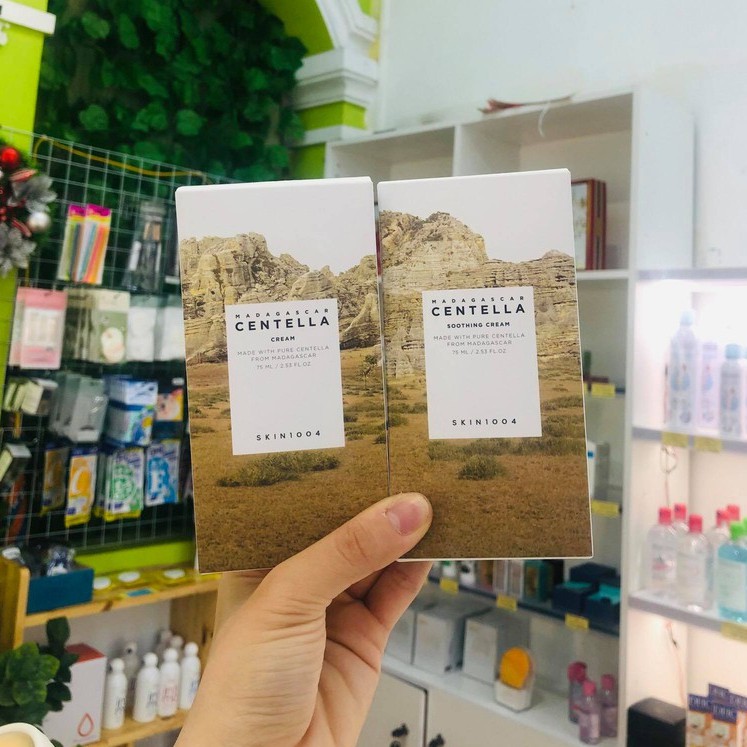 MADAGASCAR
CENTELLA
CREAM
MADE WITH PURE CENTELLA
FROM MADAGASCAR
75 ML / 2.53 FL.OZ
SKIN1004
MADAGASCAR
CENTELLA
SOOTHING CREAM
MADE WITH PURE CENTELLA
FROM MADAGASCAR
75 ML / 2.53 FL.OZ
SKIN1004